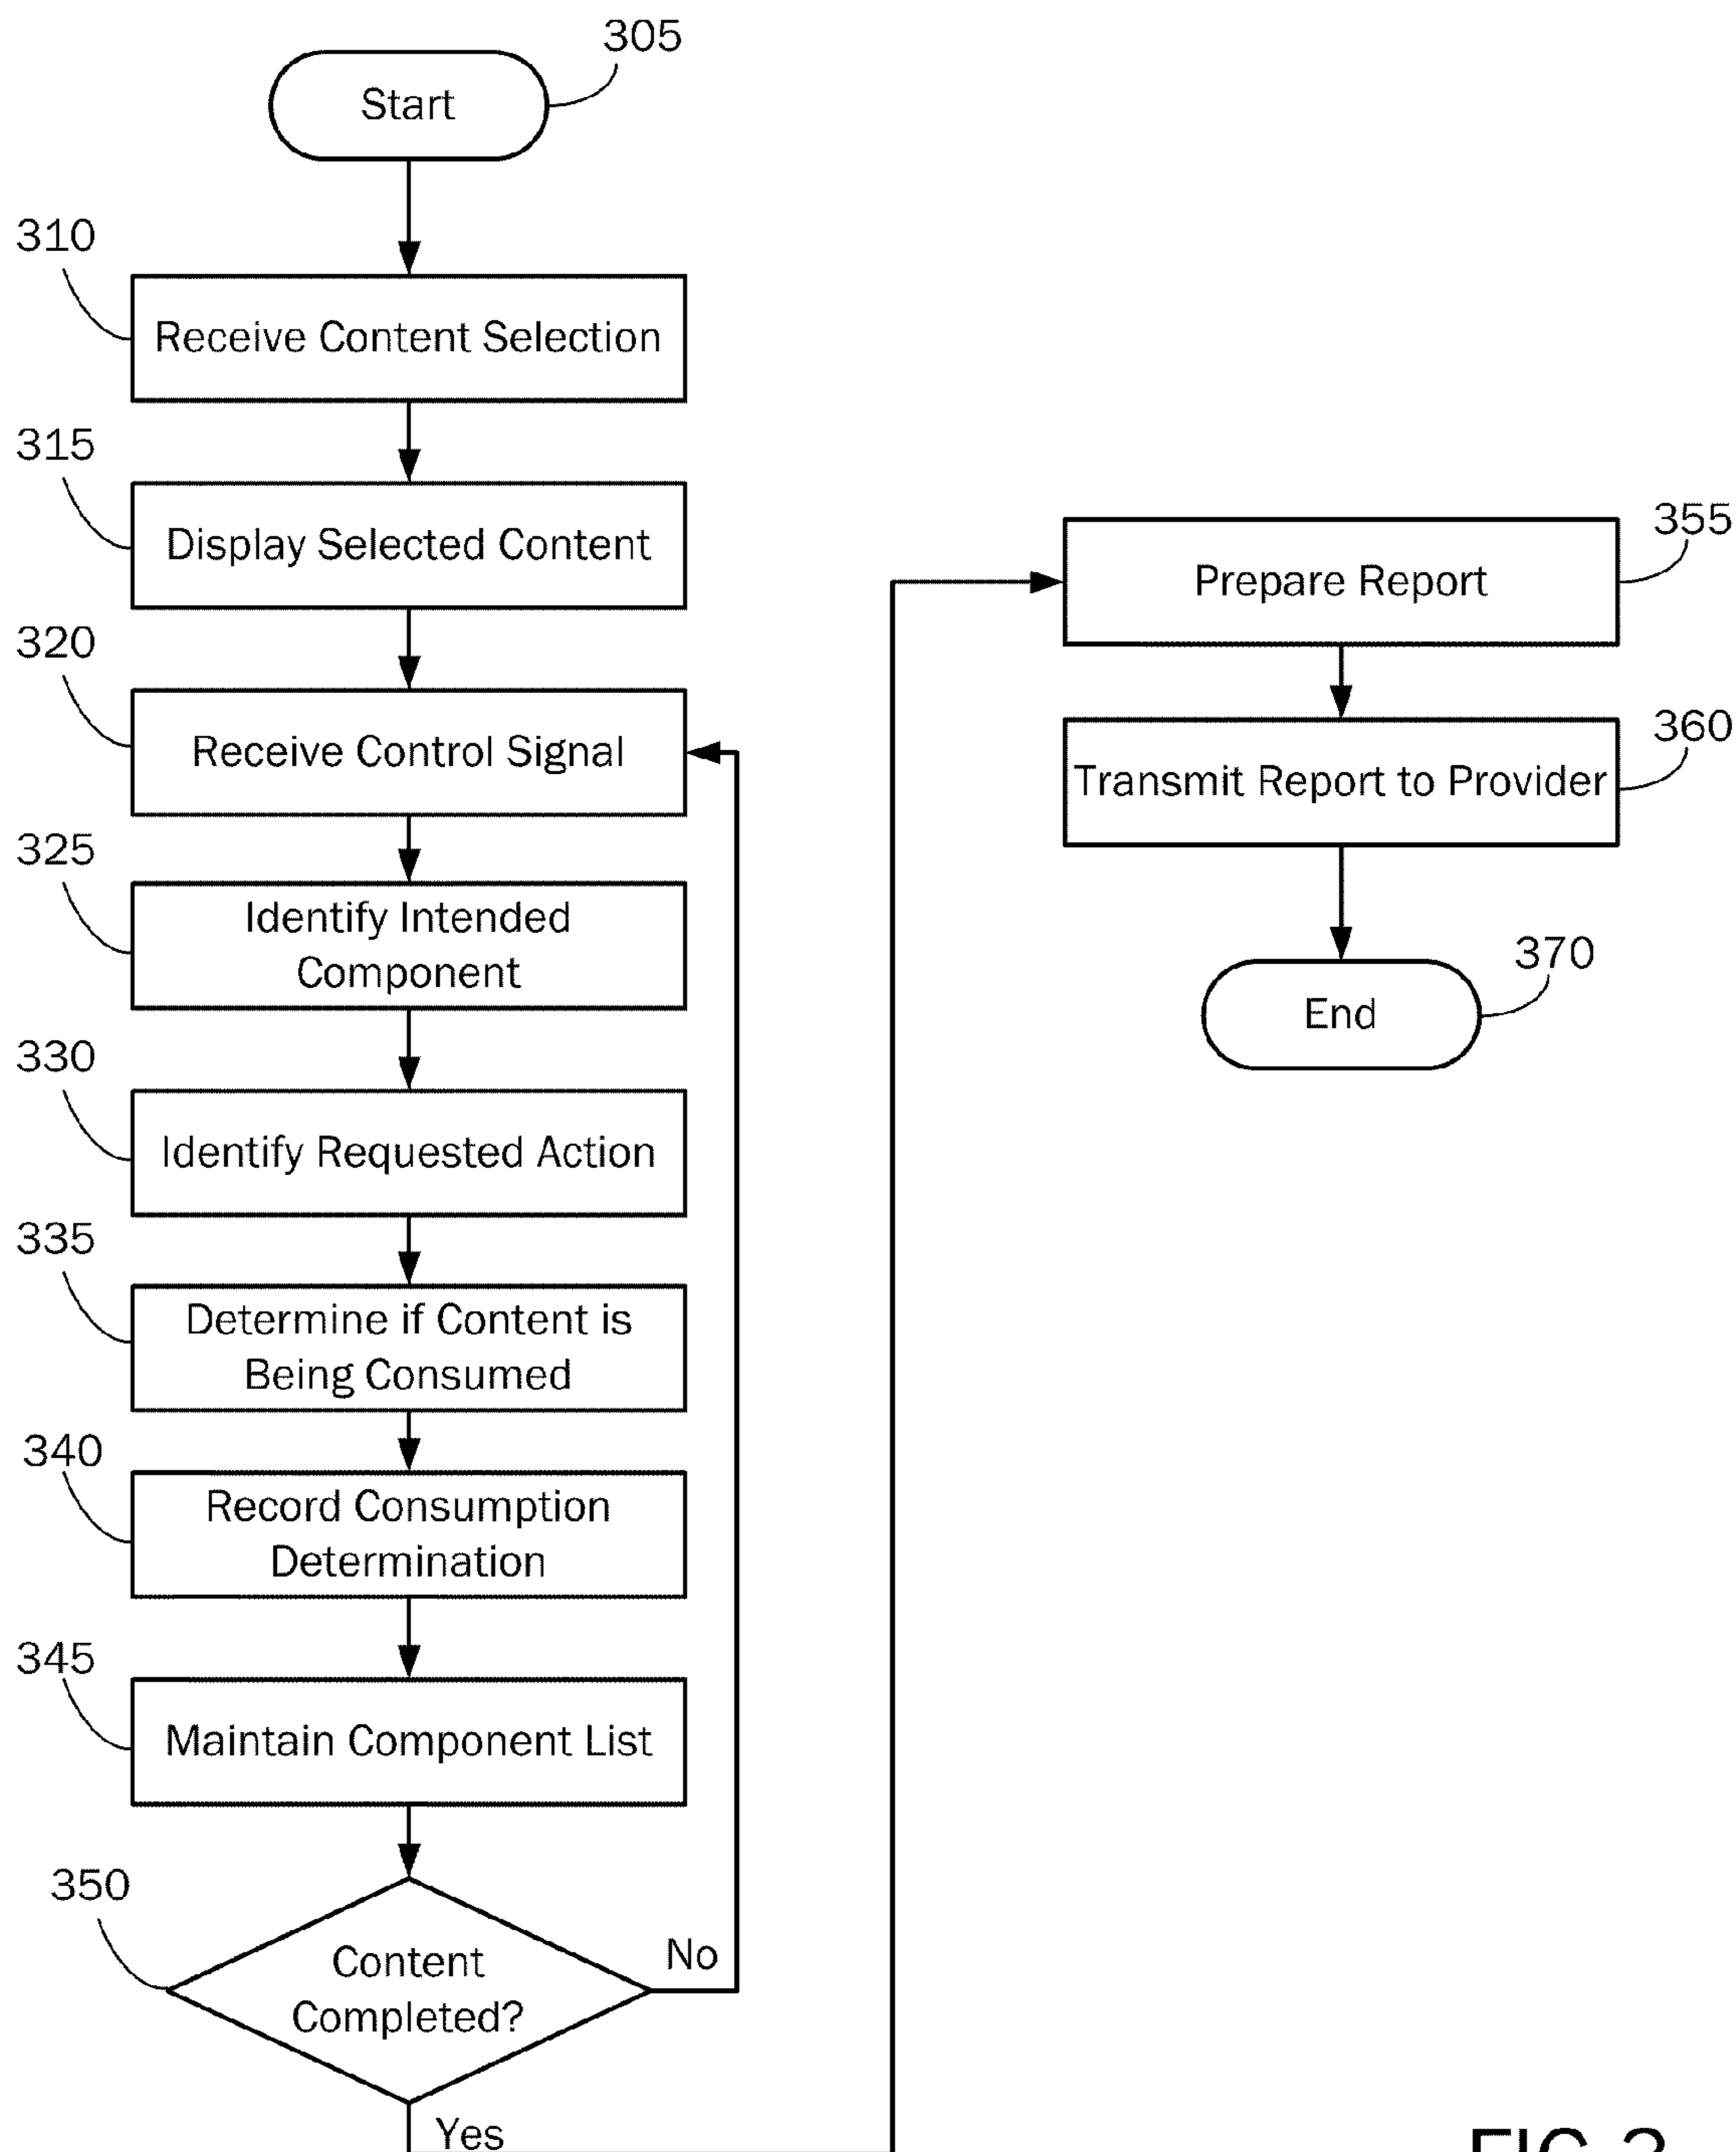 305
Start
310
Receive Content Selection
315
Display Selected Content
320
Receive Control Signal
325
Identify Intended
Component
330
Identify Requested Action
335
Determine if Content is
Being Consumed
340
Record Consumption
Determination
345
Maintain Component List
350
Content
Completed?
No
Yes
355
Prepare Report
360
Transmit Report to Provider
370
End